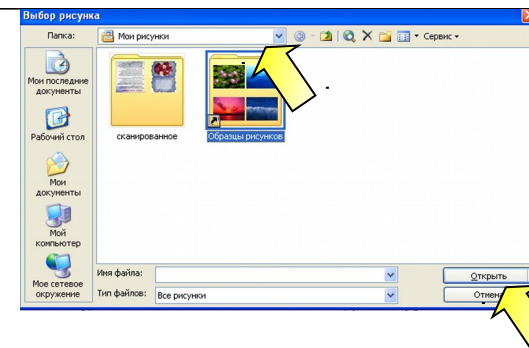 Выбор рисунка
Папка:
Мои рисунки
Сервис
Мои последние
документы
Рабочий стол
Мои
документы
Мой
компьютер
Мое сетевое
окружение
сканированное
Образцы рисунков
Имя файла:
Тип файлов:
Все рисунки
Открыть
Отмена